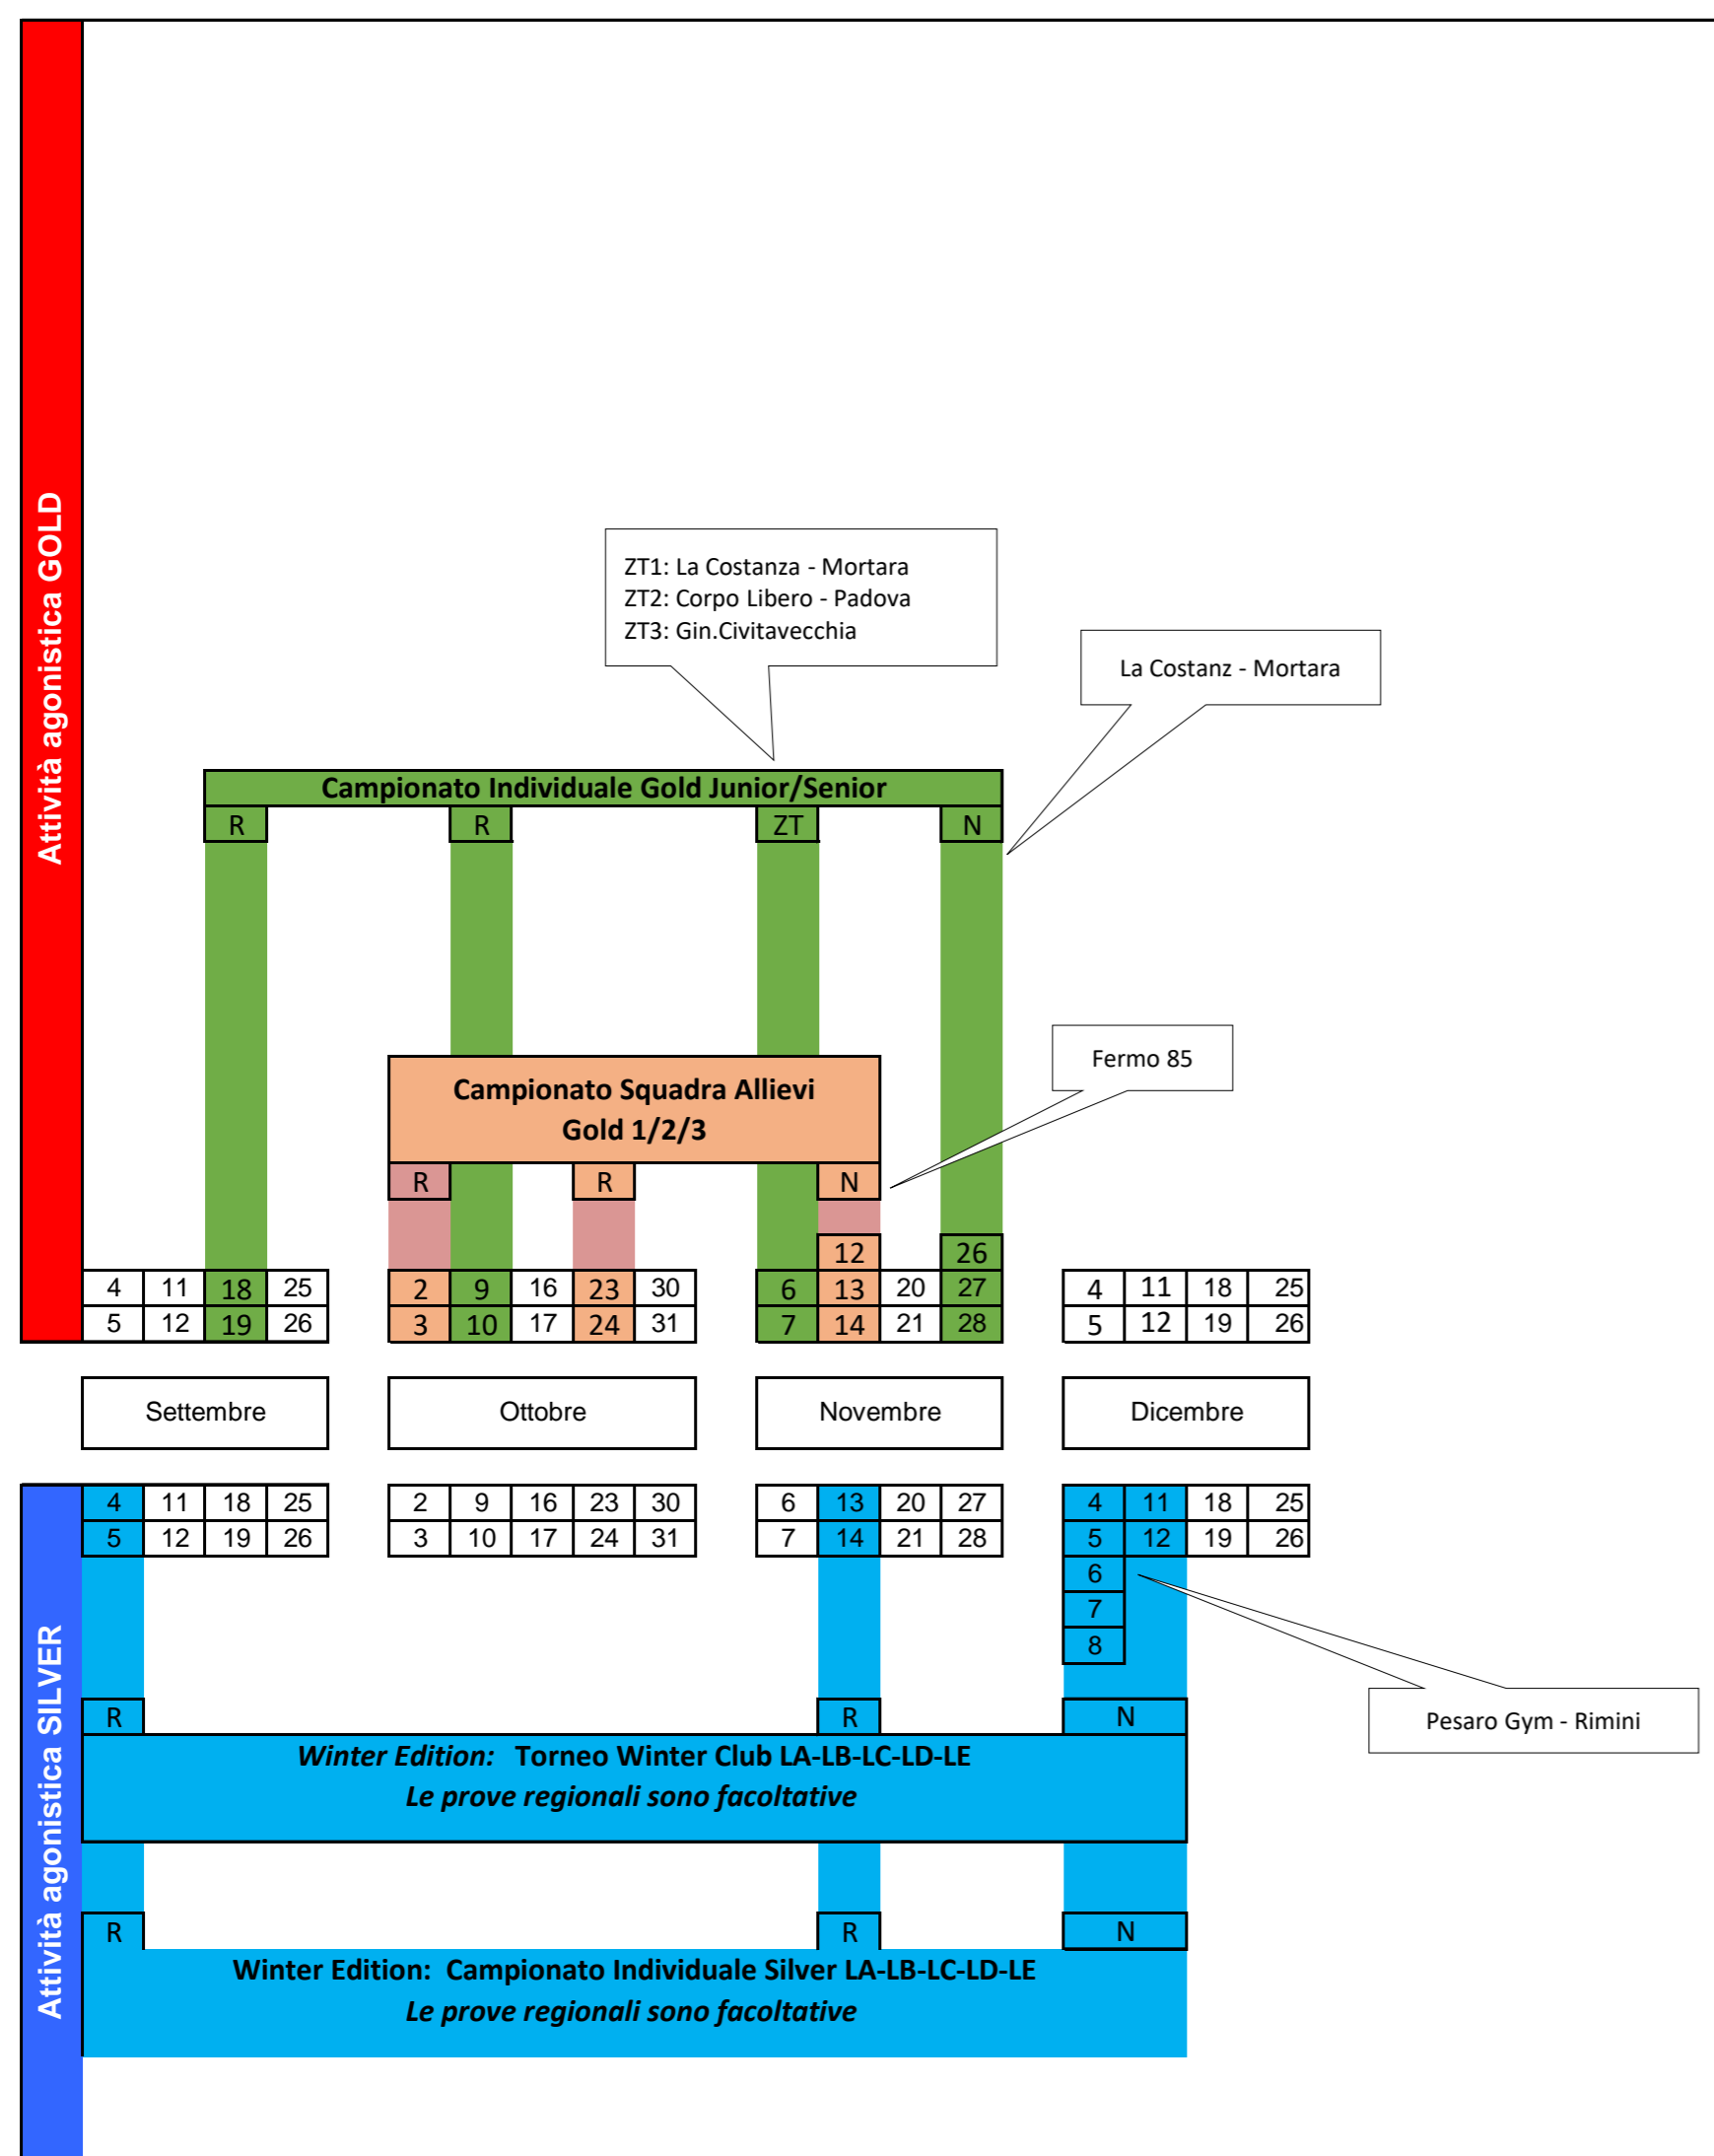 Attività agonistica GOLD
ZT1: La Costanza - Mortara
ZT2: Corpo Libero - Padova
ZT3: Gin.Civitavecchia
La Costanz - Mortara
Campionato Individuale Gold Junior/Senior
R R ZT N
Fermo 85
Campionato Squadra Allievi
Gold 1/2/3
R R N
12 26
4 11 18 25 2 9 16 23 30 6 13 20 27 4 11 18 25
5 12 19 26 3 10 17 24 31 7 14 21 28 5 12 19 26
Settembre Ottobre Novembre Dicembre
Attività agonistica SILVER
4 11 18 25 2 9 16 23 30 6 13 20 27 4 11 18 25
5 12 19 26 3 10 17 24 31 7 14 21 28 5 12 19 26
6
7
8
Pesaro Gym - Rimini
R R N
Winter Edition: Torneo Winter Club LA-LB-LC-LD-LE
Le prove regionali sono facoltative
R R N
Winter Edition: Campionato Individuale Silver LA-LB-LC-LD-LE
Le prove regionali sono facoltative